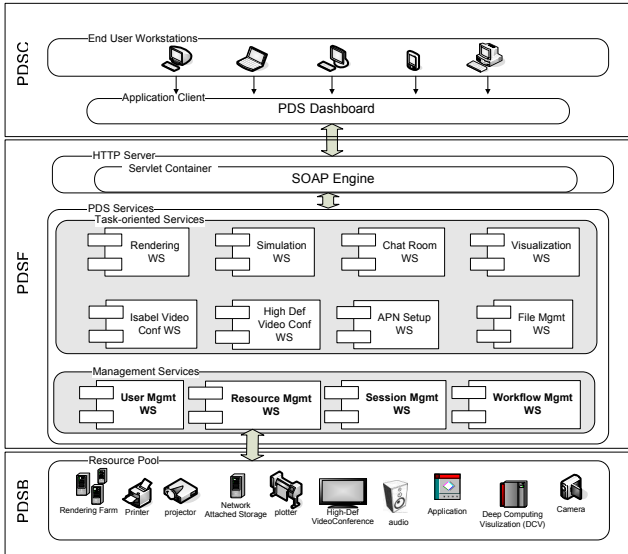 PDSC
End User Workstations
Application Client
PDS Dashboard
PDSF
HTTP Server
Servlet Container
SOAP Engine
PDS Services
Task-oriented Services
Rendering
WS
Simulation
WS
Chat Room
WS
Visualization
WS
Isabel Video
Conf WS
High Def
Video Conf
WS
APN Setup
WS
File Mgmt
WS
Management Services
User Mgmt
WS
Resource Mgmt
WS
Session Mgmt
WS
Workflow Mgmt
WS
PDSB
Resource Pool
Rendering Farm
Printer
projector
Network
Attached Storage
plotter
High-Def
VideoConference
audio
Application
Deep Computing
Visulization (DCV)
Camera